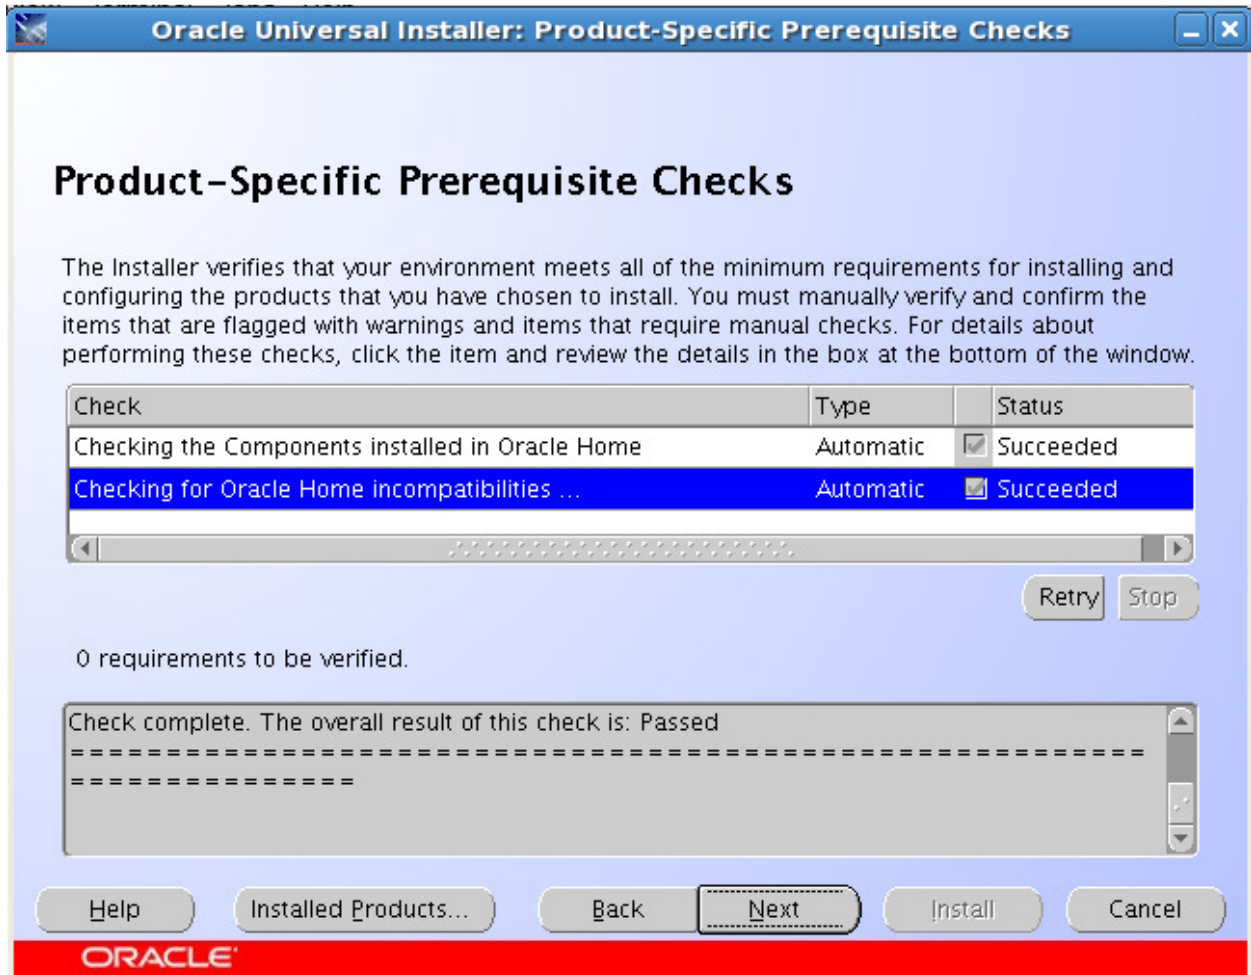 Oracle Universal Installer: Product-Specific Prerequisite Checks
Product-Specific Prerequisite Checks
The Installer verifies that your environment meets all of the minimum requirements for installing and
configuring the products that you have chosen to install. You must manually verify and confirm the
items that are flagged with warnings and items that require manual checks. For details about
performing these checks, click the item and review the details in the box at the bottom of the window.
Check Type Status
Checking the Components installed in Oracle Home Automatic Succeeded
Checking for Oracle Home incompatibilities ... Automatic Succeeded
Retry Stop
0 requirements to be verified.
Check complete. The overall result of this check is: Passed
========================================================
===============
Help Installed Products... Back Next Install Cancel
ORACLE